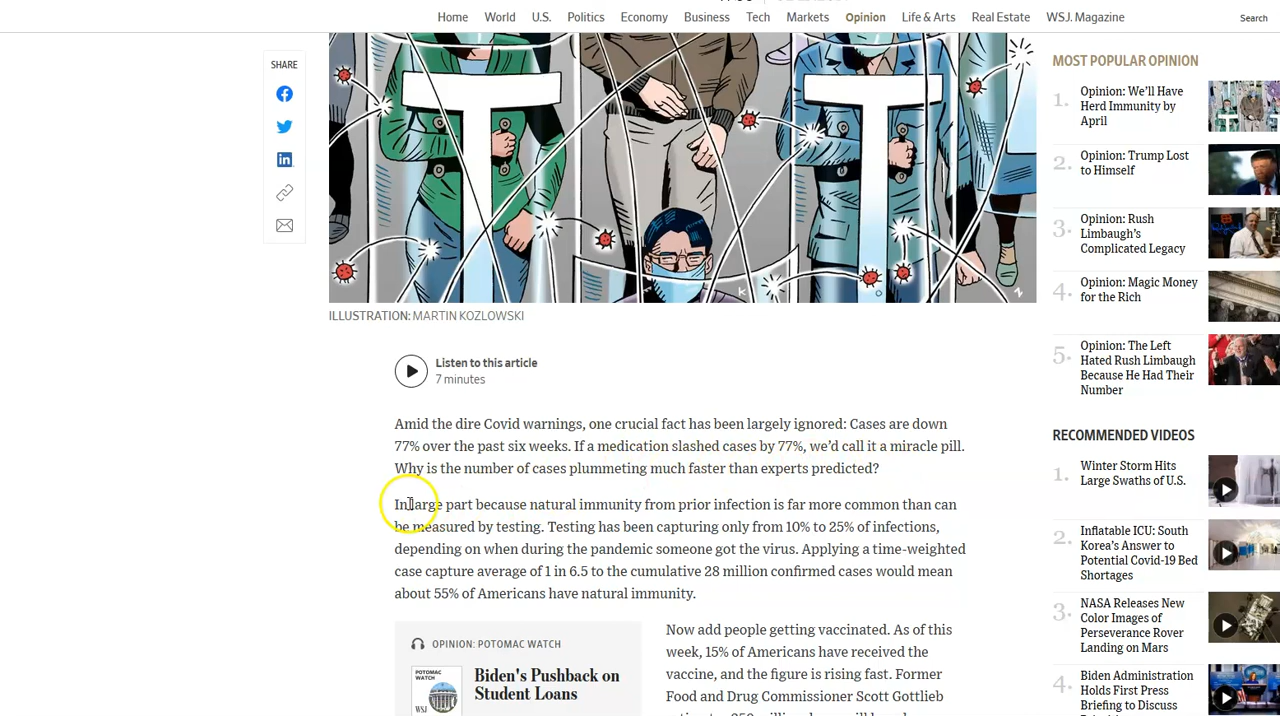 Home World U.S. Politics Economy Business Tech Markets Opinion Life & Arts Real Estate WSJ. Magazine Search
SHARE
ILLUSTRATION: MARTIN KOZLOWSKI
Listen to this article
7 minutes
Amid the dire Covid warnings, one crucial fact has been largely ignored: Cases are down
77% over the past six weeks. If a medication slashed cases by 77%, we’d call it a miracle pill.
Why is the number of cases plummeting much faster than experts predicted?
In large part because natural immunity from prior infection is far more common than can
be measured by testing. Testing has been capturing only from 10% to 25% of infections,
depending on when during the pandemic someone got the virus. Applying a time-weighted
case capture average of 1 in 6.5 to the cumulative 28 million confirmed cases would mean
about 55% of Americans have natural immunity.
OPINION: POTOMAC WATCH
POTOMAC
WATCH
WSJ
Biden's Pushback on
Student Loans
Now add people getting vaccinated. As of this
week, 15% of Americans have received the
vaccine, and the figure is rising fast. Former
Food and Drug Commissioner Scott Gottlieb
MOST POPULAR OPINION
1. Opinion: We’ll Have
Herd Immunity by
April
2. Opinion: Trump Lost
to Himself
3. Opinion: Rush
Limbaugh’s
Complicated Legacy
4. Opinion: Magic Money
for the Rich
5. Opinion: The Left
Hated Rush Limbaugh
Because He Had Their
Number
RECOMMENDED VIDEOS
1. Winter Storm Hits
Large Swaths of U.S.
2. Inflatable ICU: South
Korea’s Answer to
Potential Covid-19 Bed
Shortages
3. NASA Releases New
Color Images of
Perseverance Rover
Landing on Mars
4. Biden Administration
Holds First Press
Briefing to Discuss